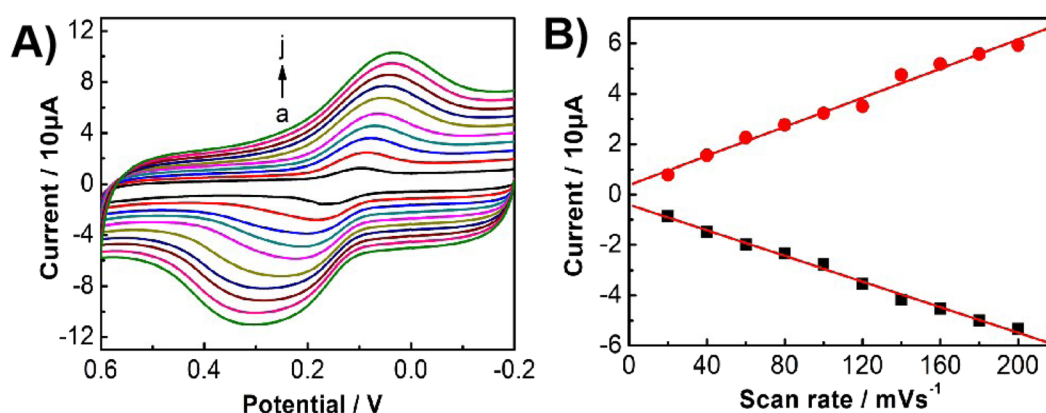 A)
12
8
4
0
-4
-8
-12
Current / 10μA
j
a
0.6 0.4 0.2 0.0 -0.2
Potential / V
B)
6
4
2
0
-2
-4
-6
Current / 10μA
0 40 80 120 160 200
Scan rate / mVs⁻¹